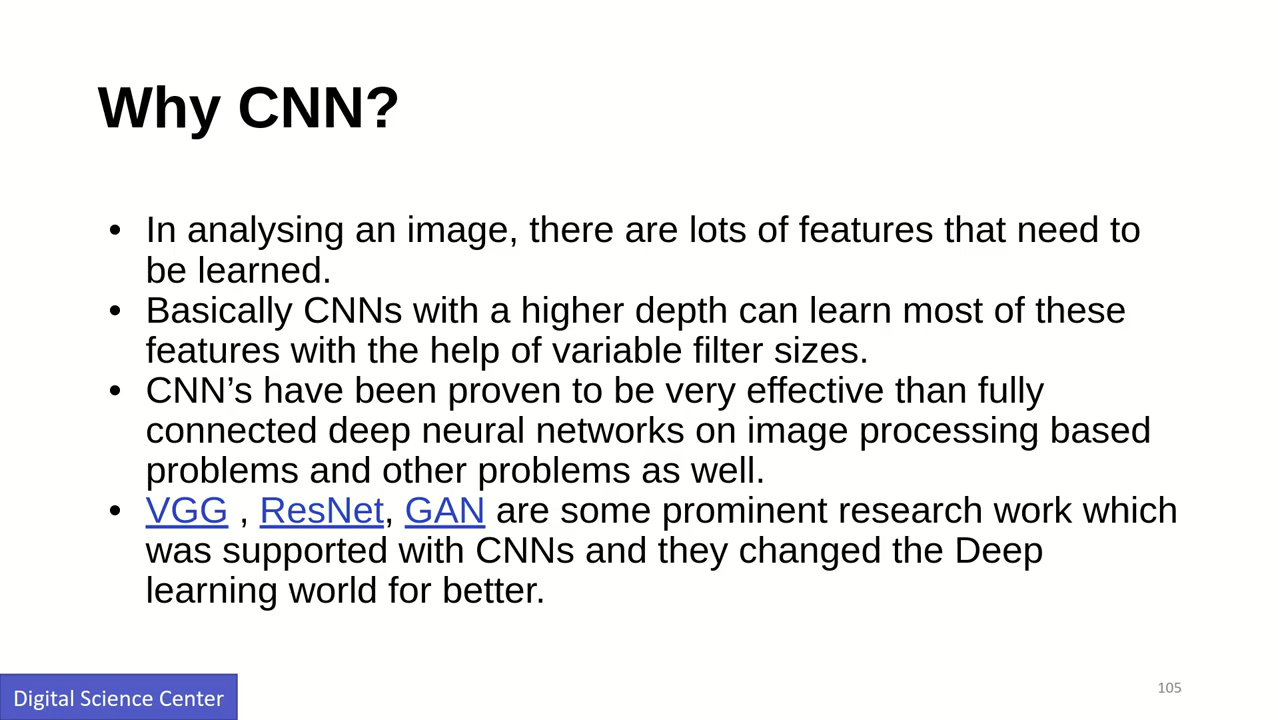 Why CNN?
• In analysing an image, there are lots of features that need to
be learned.
• Basically CNNs with a higher depth can learn most of these
features with the help of variable filter sizes.
• CNN’s have been proven to be very effective than fully
connected deep neural networks on image processing based
problems and other problems as well.
• VGG , ResNet, GAN are some prominent research work which
was supported with CNNs and they changed the Deep
learning world for better.
Digital Science Center
105